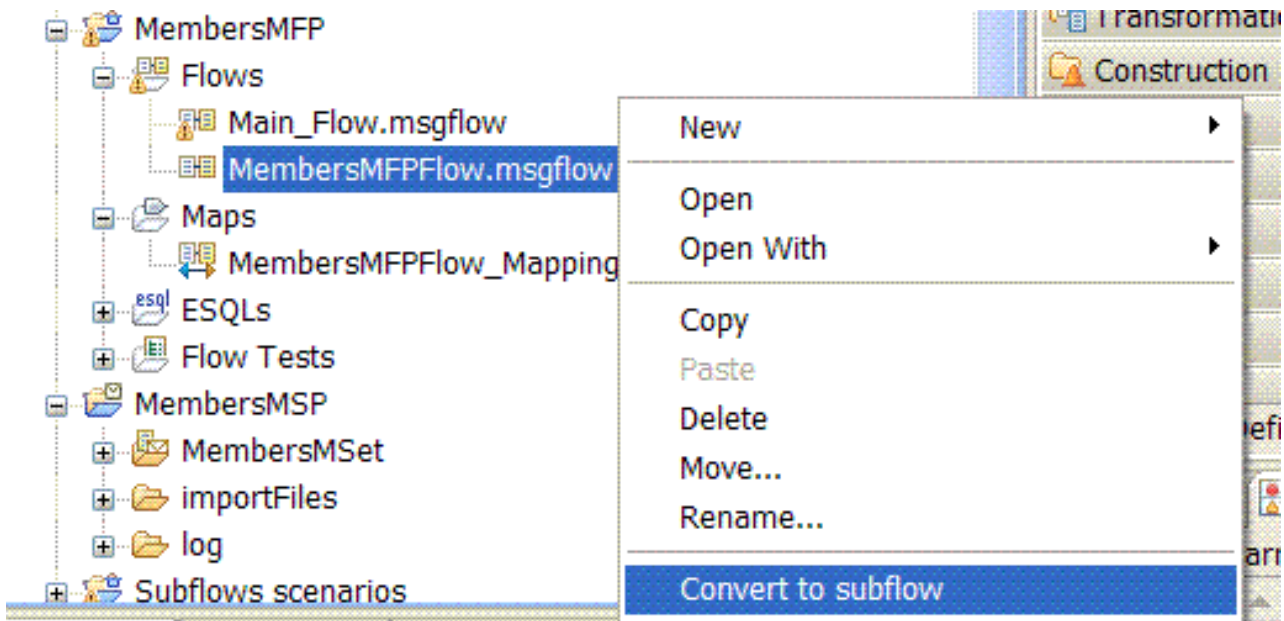 MembersMFP
Flows
Main_Flow.msgflow
MembersMFPFlow.msgflow
Maps
MembersMFPFlow_Mapping
esql ESQLs
Flow Tests
MembersMSP
MembersMSet
importFiles
log
Subflows scenarios
New
Open
Open With
Copy
Paste
Delete
Move...
Rename...
Convert to subflow
Construction